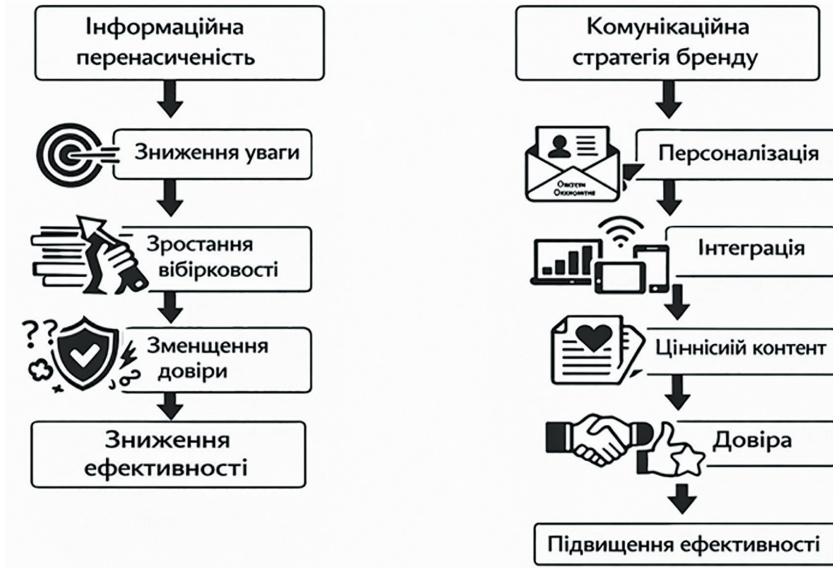 Інформаційна
перенасиченість
Зниження уваги
Зростання
вібірковості
Зменщення
довіри
Зниження
ефективності
Комунікаційна
стратегія бренду
Персоналізація
Інтеграція
Ціннісиій контент
Довіра
Підвищення ефективності
??